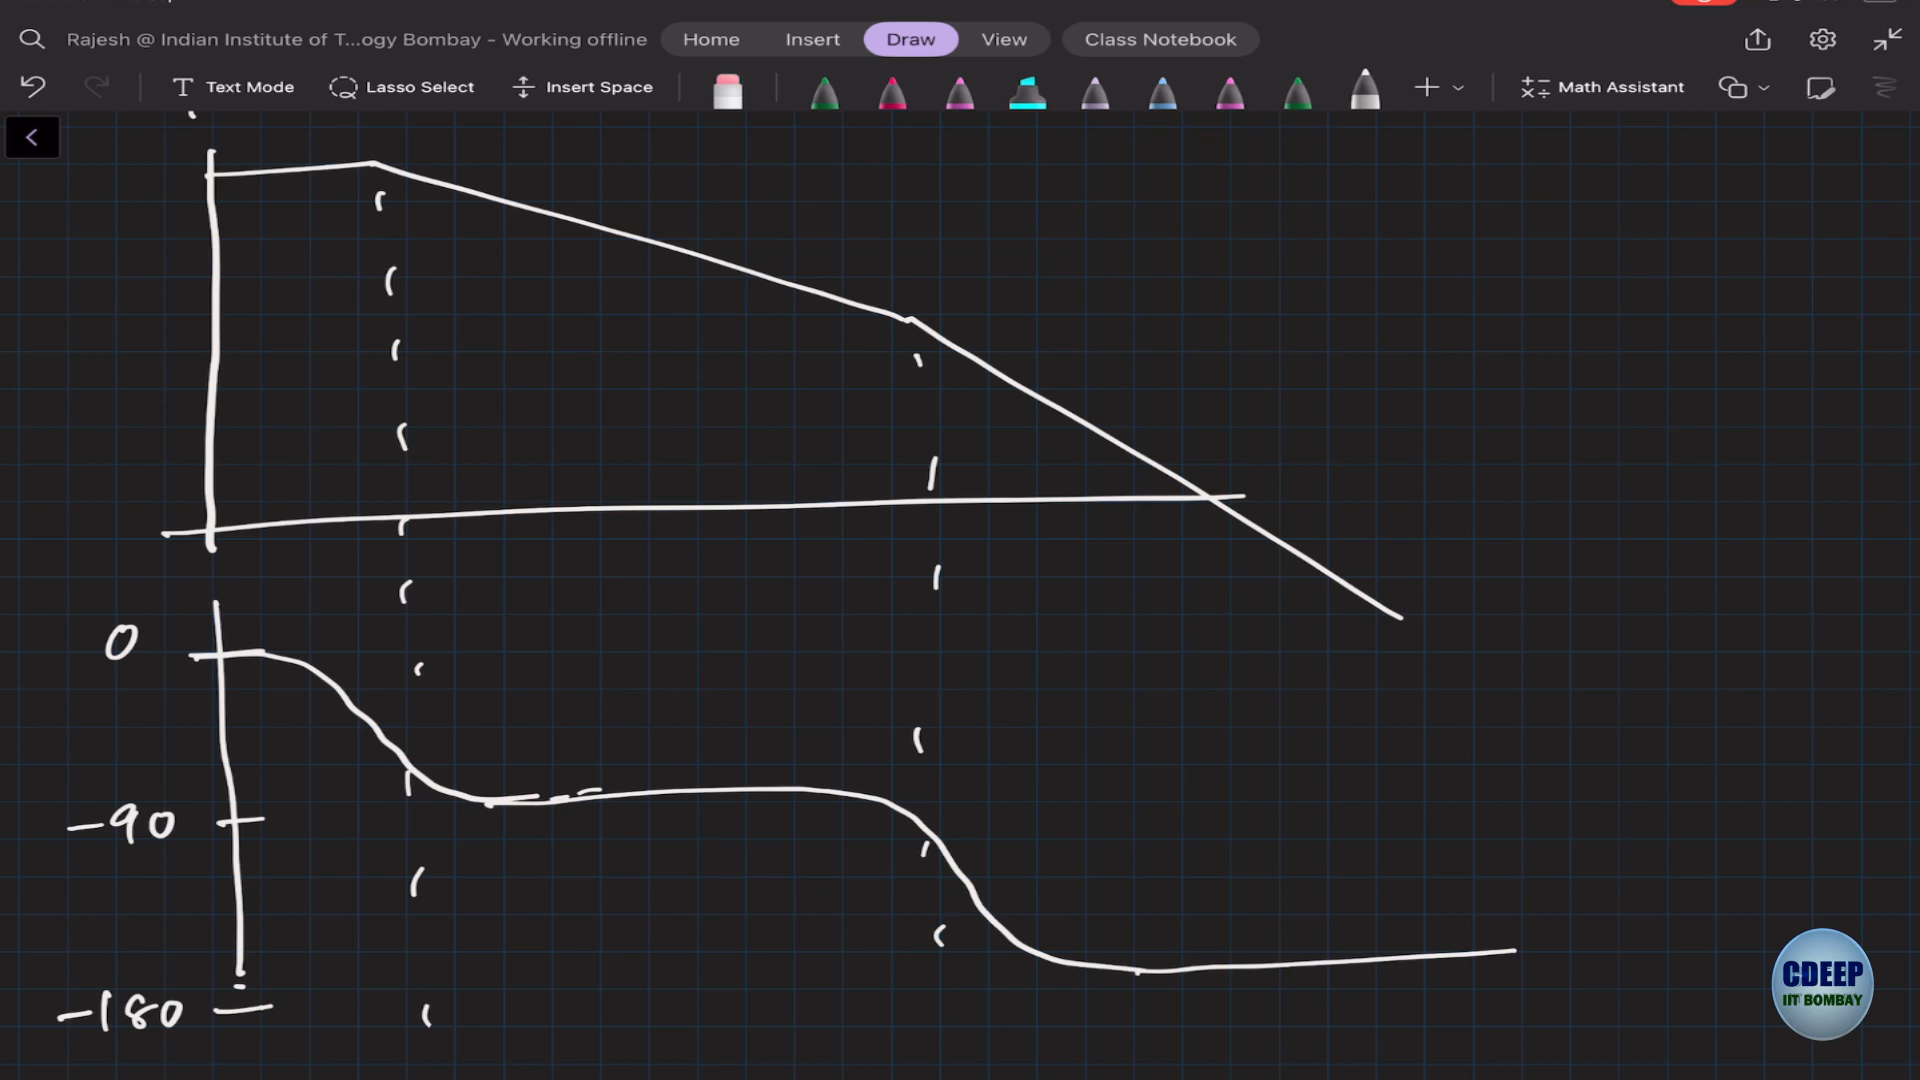 Rajesh @ Indian Institute of T...ogy Bombay - Working offline
Home
Insert
Draw
View
Class Notebook
Text Mode
Lasso Select
Insert Space
Math Assistant
0
-90
-180
CDEEP
IIT BOMBAY